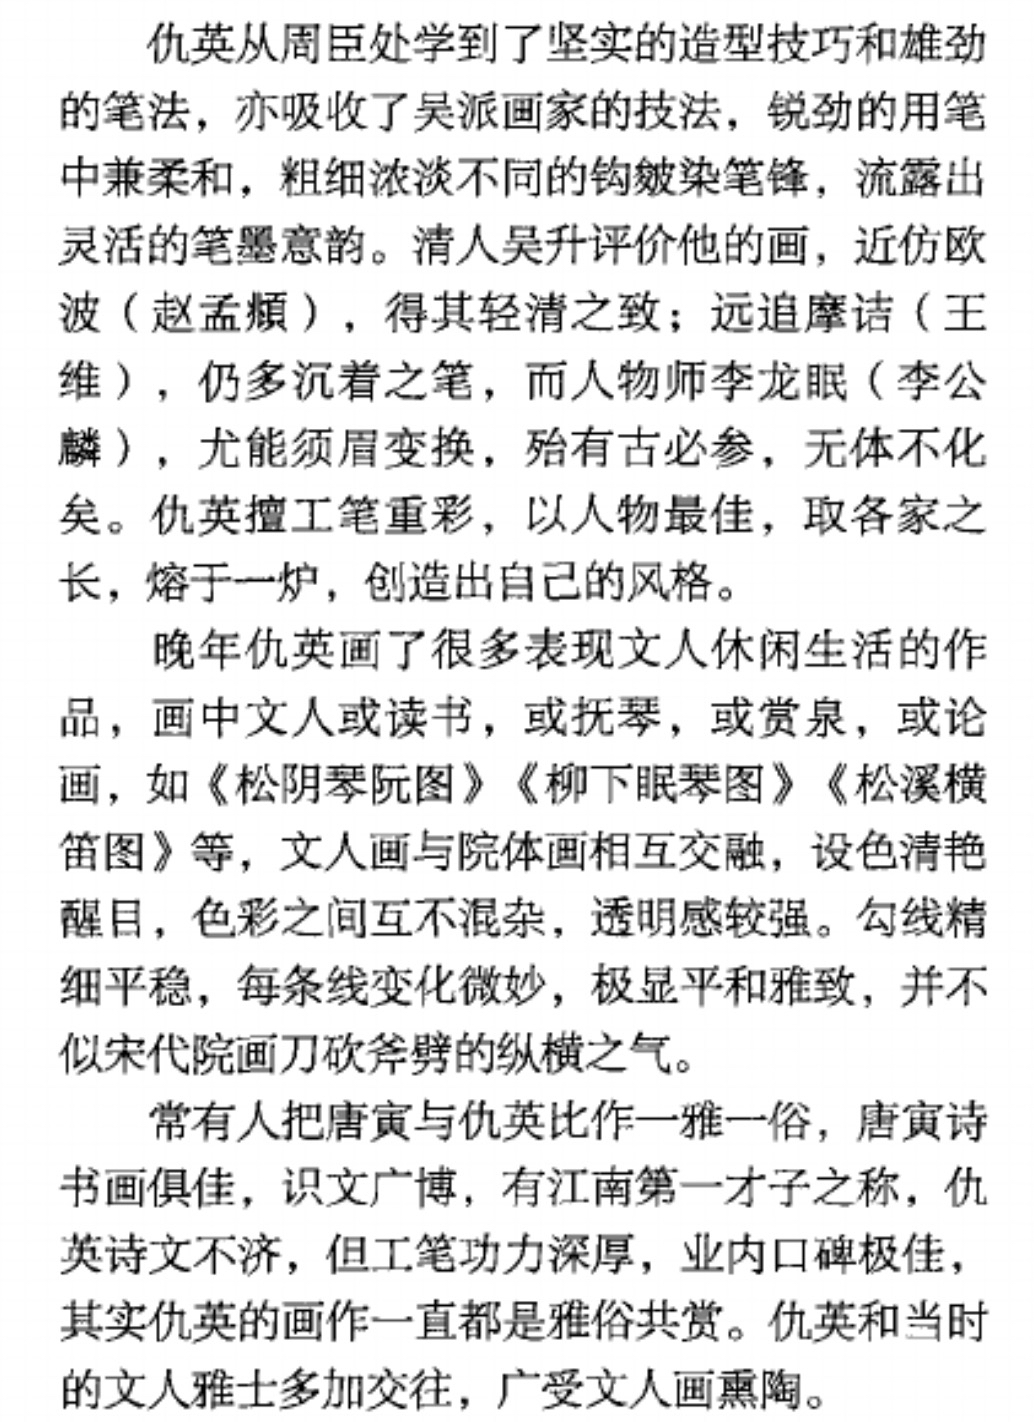 仇英从周臣处学到了坚实的造型技巧和雄劲
的笔法，亦吸收了吴派画家的技法，锐劲的用笔
中兼柔和，粗细浓淡不同的钩皴染笔锋，流露出
灵活的笔墨意韵。清人吴升评价他的画，近仿欧
波（赵孟頫），得其轻清之致；远追摩诘（王
维），仍多沉着之笔，而人物师李龙眠（李公
麟），尤能须眉变换，殆有古必参，无体不化
矣。仇英擅工笔重彩，以人物最佳，取各家之
长，熔于一炉，创造出自己的风格。
晚年仇英画了很多表现文人休闲生活的作
品，画中文人或读书，或抚琴，或赏泉，或论
画，如《松阴琴阮图》《柳下眠琴图》《松溪横
笛图》等，文人画与院体画相互交融，设色清艳
醒目，色彩之间互不混杂，透明感较强。勾线精
细平稳，每条线变化微妙，极显平和雅致，并不
似宋代院画刀砍斧劈的纵横之气。
常有人把唐寅与仇英比作一雅一俗，唐寅诗
书画俱佳，识文广博，有江南第一才子之称，仇
英诗文不济，但工笔功力深厚，业内口碑极佳，
其实仇英的画作一直都是雅俗共赏。仇英和当时
的文人雅士多加交往，广受文人画熏陶。